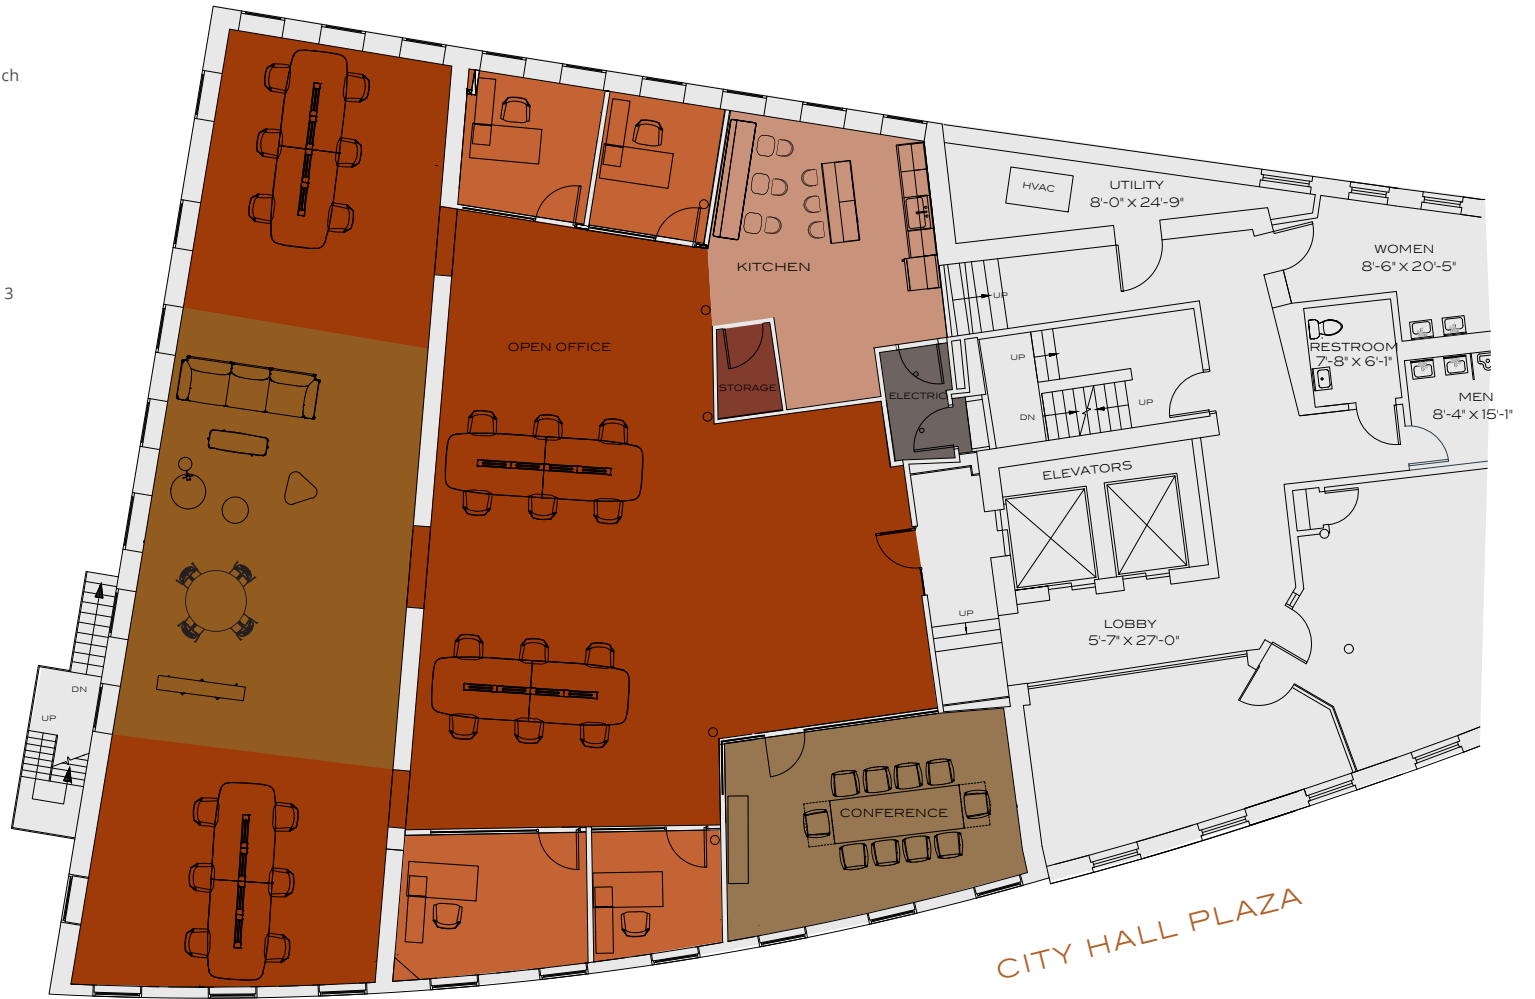 ch
3
HVAC
UTILITY
8'-0" X 24'-9"
WOMEN
8'-6" X 20'-5"
KITCHEN
UP
OPEN OFFICE
RESTROOM
7'-8" X 6'-1"
UP
STORAGE
ELECTRIC
UP
DN
MEN
8'-4" X 15'-1"
ELEVATORS
UP
LOBBY
5'-7" X 27'-0"
DN
UP
CONFERENCE
CITY HALL PLAZA